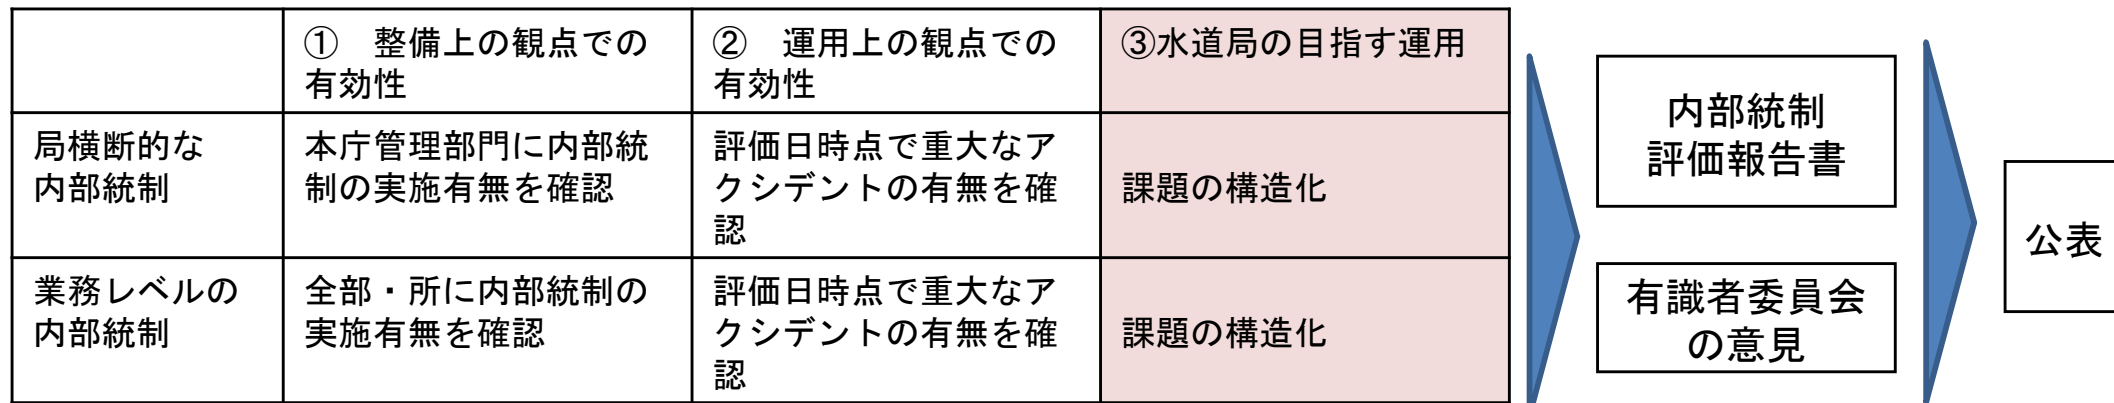 ①　整備上の観点での
有効性
②　運用上の観点での
有効性
③水道局の目指す運用
局横断的な
内部統制
本庁管理部門に内部統
制の実施有無を確認
評価日時点で重大なア
クシデントの有無を確
認
課題の構造化
業務レベルの
内部統制
全部・所に内部統制の
実施有無を確認
評価日時点で重大なア
クシデントの有無を確
認
課題の構造化
内部統制
評価報告書
有識者委員会
の意見
公表